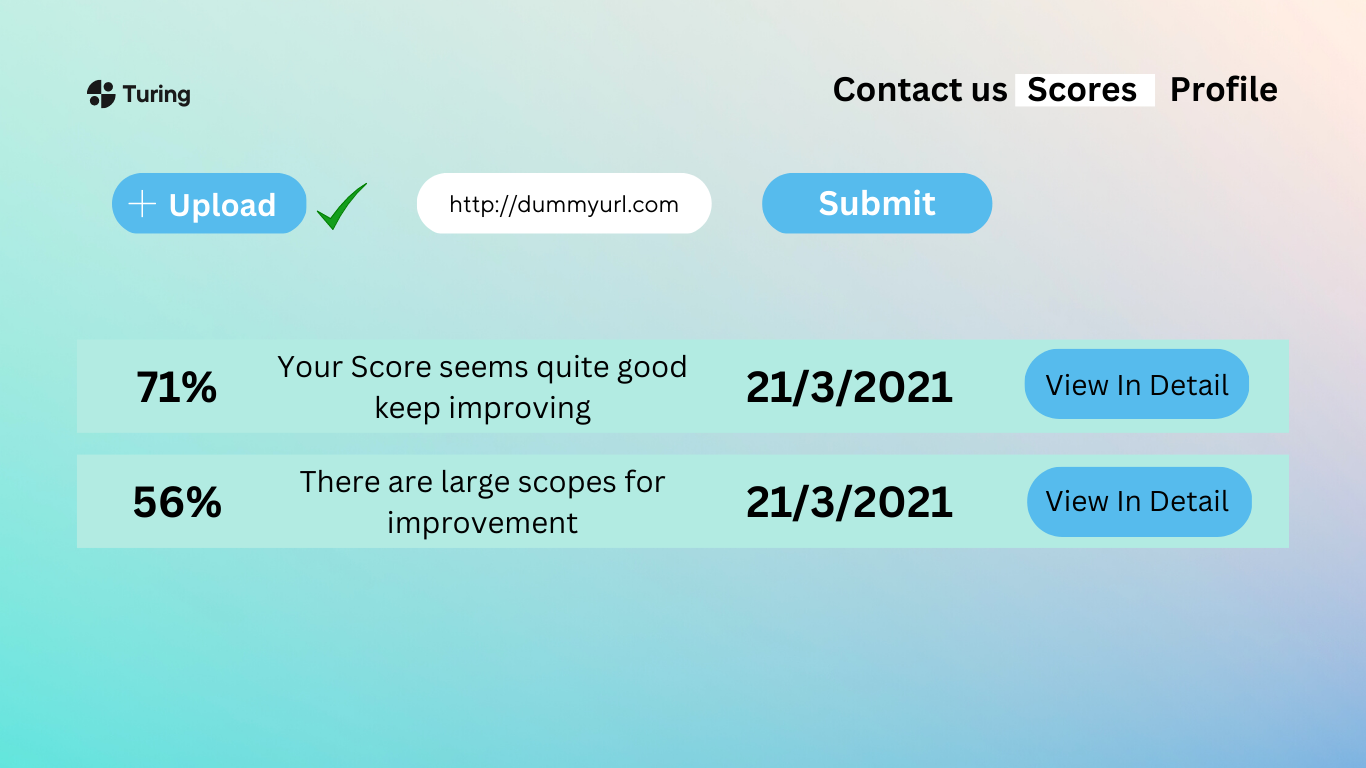 Turing
Contact us Scores Profile
Upload
http://dummyurl.com
Submit
71%
Your Score seems quite good
keep improving
21/3/2021
View In Detail
56%
There are large scopes for
improvement
21/3/2021
View In Detail